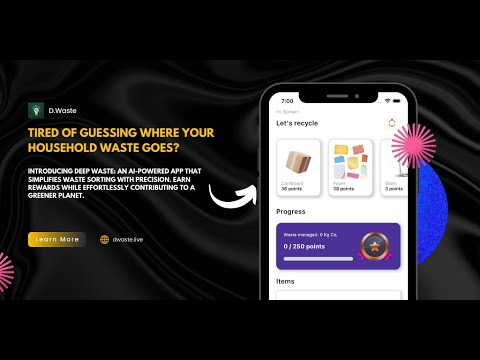 D.Waste
TIRED OF GUESSING WHERE YOUR
HOUSEHOLD WASTE GOES?
INTRODUCING DEEP WASTE: AN AI-POWERED APP THAT
SIMPLIFIES WASTE SORTING WITH PRECISION. EARN
REWARDS WHILE EFFORTLESSLY CONTRIBUTING TO A
GREENER PLANET.
Learn More
dwaste.live
7:00
Hi, Suman!
Let's recycle
Cardboard
36 points
Paper
38 points
Glass
3 points
Progress
Waste managed: 0 Kg Co.
0 / 250 points
Items